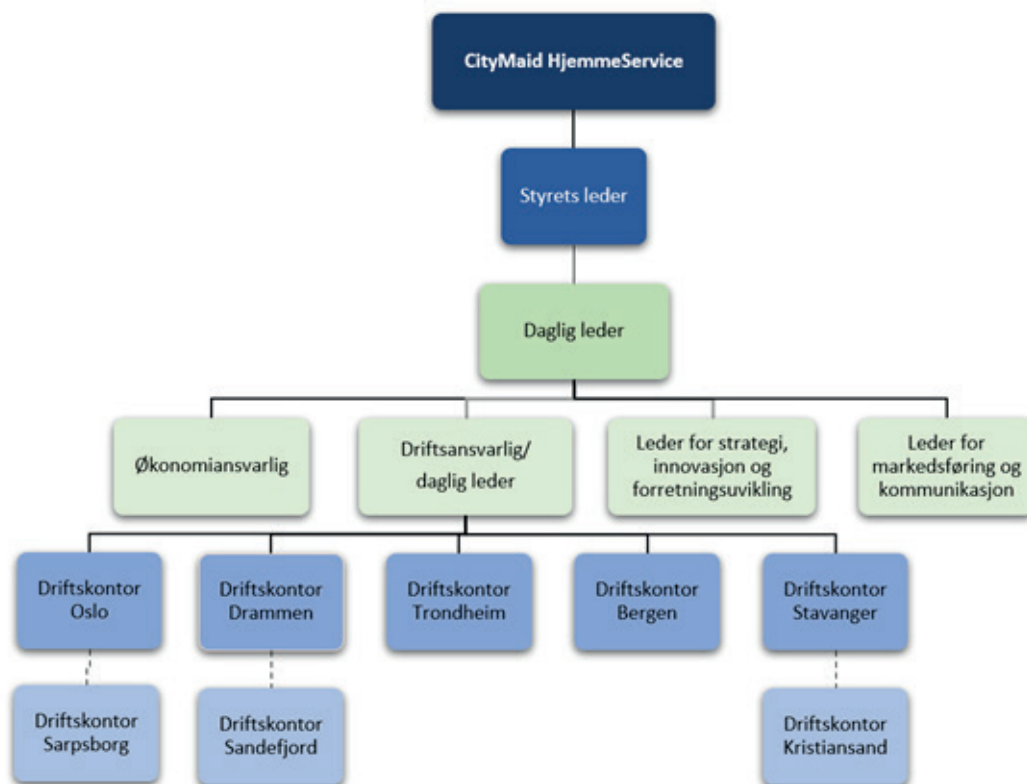 CityMaid HjemmeService
Styrets leder
Daglig leder
Økonomiansvarlig
Driftsansvarlig/
daglig leder
Leder for strategi,
innovasjon og
forretningsuvikling
Leder for
markedsføring og
kommunikasjon
Driftskontor
Oslo
Driftskontor
Drammen
Driftskontor
Trondheim
Driftskontor
Bergen
Driftskontor
Stavanger
Driftskontor
Sarpsborg
Driftskontor
Sandefjord
Driftskontor
Kristiansand